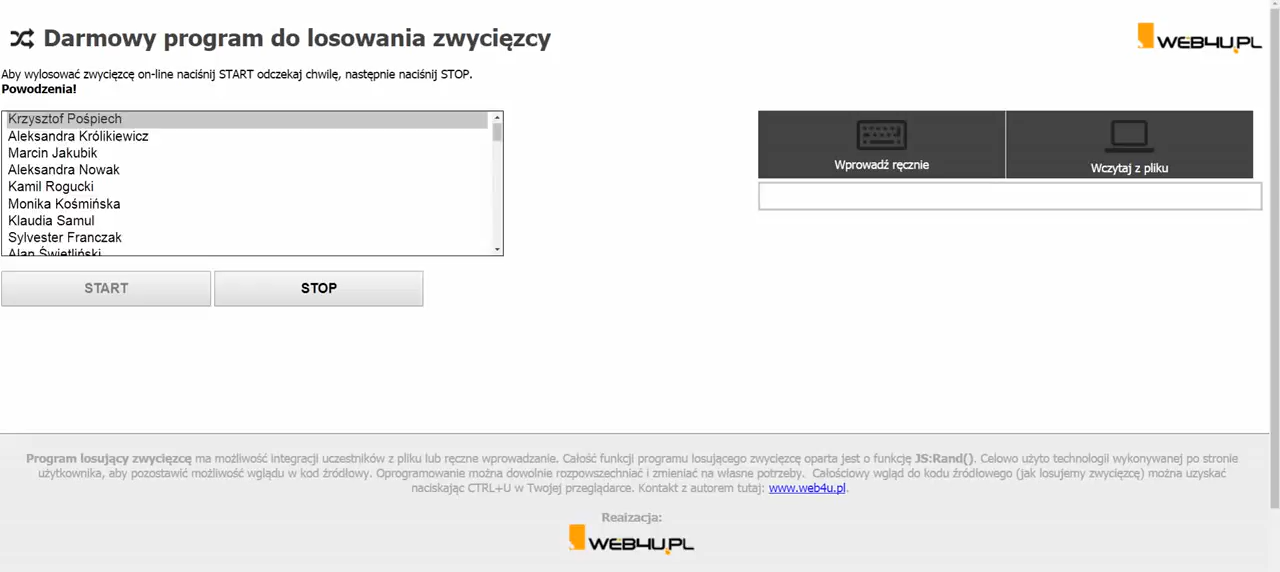 Darmowy program do losowania zwycięzcy
WEB4U.PL
Aby wylosować zwycięzcę on-line naciśnij START odczekaj chwilę, następnie naciśnij STOP.
Powodzenia!
Krzysztof Pośpiech
Aleksandra Królikiewicz
Marcin Jakubik
Aleksandra Nowak
Kamil Rogucki
Monika Kośmińska
Klaudia Samul
Sylvester Franczak
Alan Świetliński
Wprowadź ręcznie
Wczytaj z pliku
START
STOP
Program losujący zwycięzcę ma możliwość integracji uczestników z pliku lub ręczne wprowadzanie. Całość funkcji programu losującego zwycięzcę oparta jest o funkcję JS:Rand(). Celowo użyto technologii wykonywanej po stronie
użytkownika, aby pozostawić możliwość wglądu w kod źródłowy. Oprogramowanie można dowolnie rozpowszechniać i zmieniać na własne potrzeby. Całościowy wgląd do kodu źródłowego (jak losujemy zwycięzcę) można uzyskać
naciskając CTRL+U w Twojej przeglądarce. Kontakt z autorem tutaj: www.web4u.pl.
Reaizacja:
WEB4U.PL